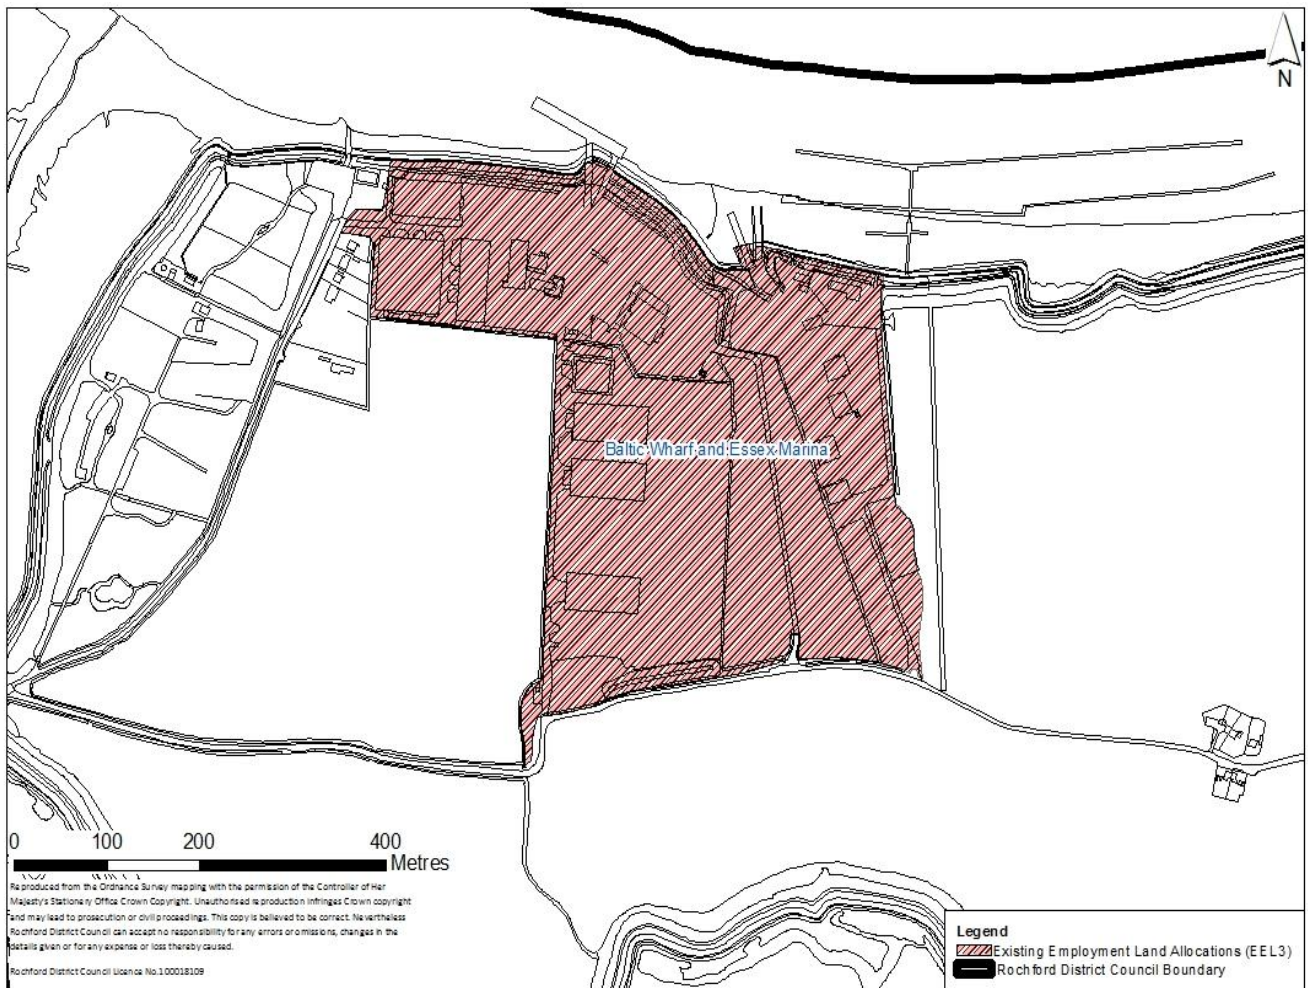 N
Baltic Wharf and Essex Marina
0 100 200 400
Metres
Reproduced from the Ordnance Survey mapping with the permission of the Controller of Her
Majesty's Stationery Office Crown Copyright. Unauthorised reproduction infringes Crown copyright
and may lead to prosecution or civil proceedings. This copy is believed to be correct. Nevertheless
Rochford District Council can accept no responsibility for any errors or omissions, changes in the
details given or for any expense or loss thereby caused.
Rochford District Council Licence No.100018109
Legend
Existing Employment Land Allocations (EEL3)
Rochford District Council Boundary